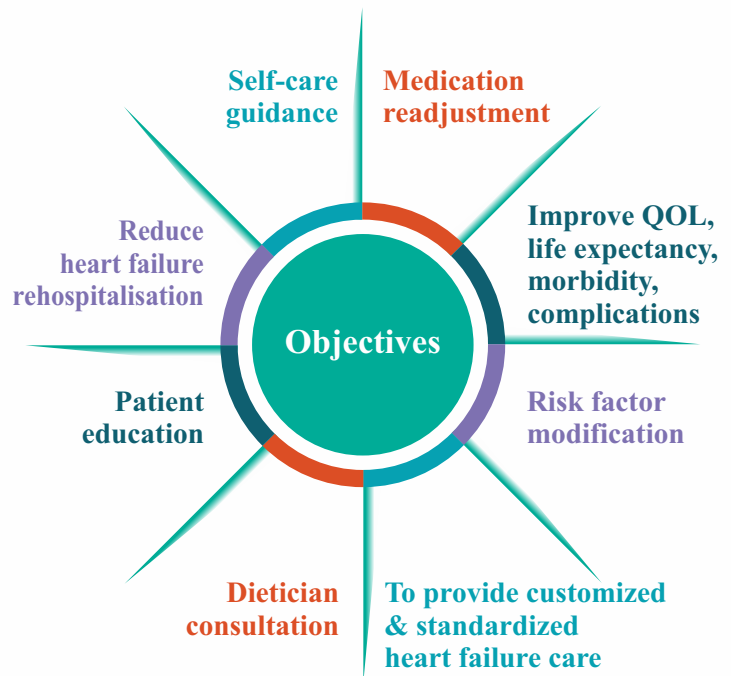 Self-care
guidance
Medication
readjustment
Improve QOL,
life expectancy,
morbidity,
complications
Reduce
heart failure
rehospitalisation
Objectives
Patient
education
Risk factor
modification
Dietician
consultation
To provide customized
& standardized
heart failure care